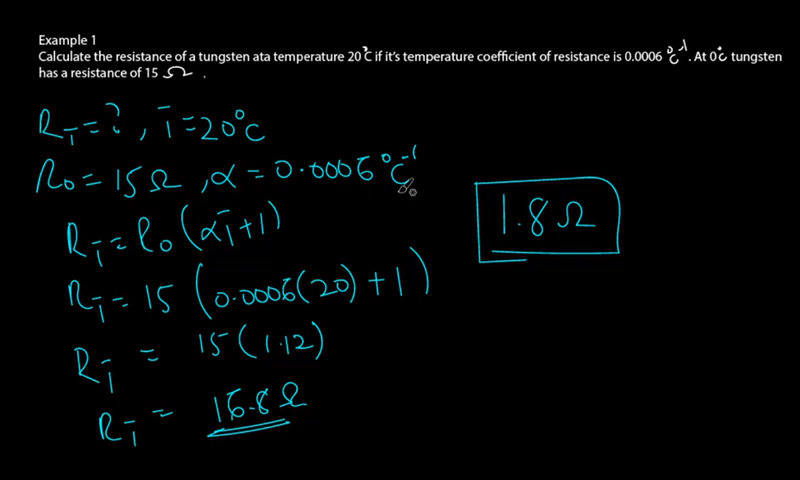 Example 1
Calculate the resistance of a tungsten ata temperature 20°C if it's temperature coefficient of resistance is 0.0006 °C⁻¹. At 0°C tungsten
has a resistance of 15 Ω .
R_T = ? , T = 20°C
R₀ = 15 Ω , α = 0.0006 °C⁻¹
R_T = R₀ (αT + 1)
R_T = 15 (0.0006(20) + 1)
R_T = 15 (1.12)
R_T = 16.8 Ω
1.8 Ω